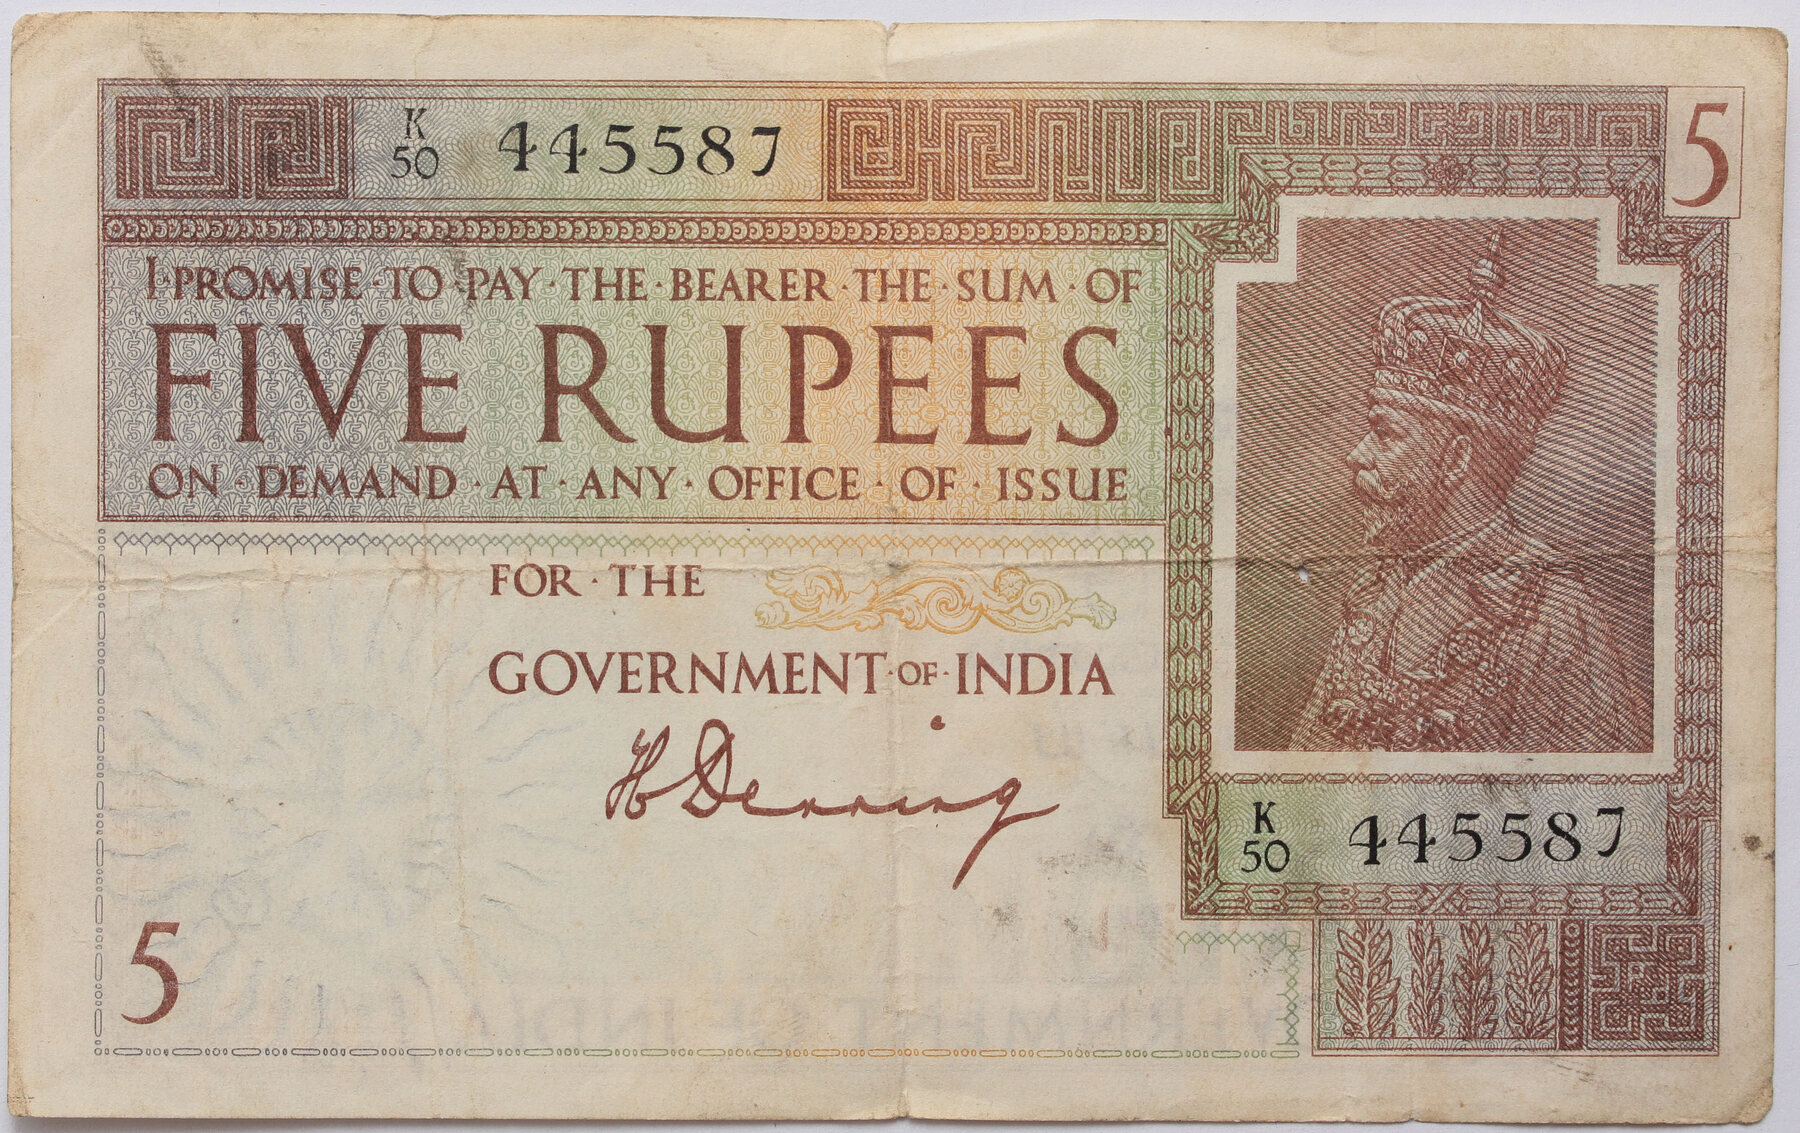 K
50 445587
5
I·PROMISE·TO·PAY·THE·BEARER·THE·SUM·OF
FIVE RUPEES
ON·DEMAND·AT·ANY·OFFICE·OF·ISSUE
FOR·THE
GOVERNMENT·OF·INDIA
H Denning
K
50 445587
5